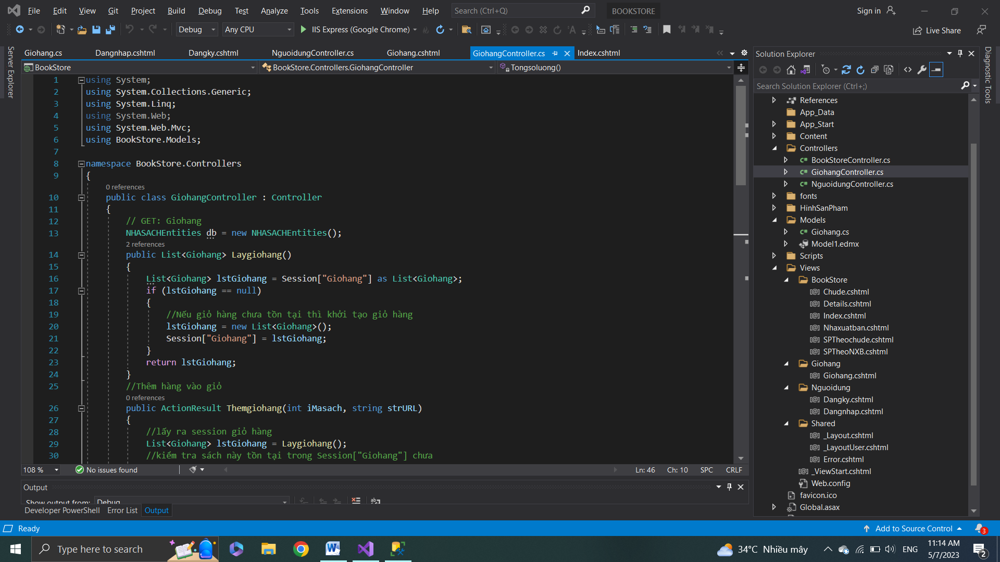 File Edit View Git Project Build Debug Test Analyze Tools Extensions Window Help Search (Ctrl+Q) BOOKSTORE Sign in
Debug Any CPU IIS Express (Google Chrome) Live Share
Server Explorer
Giohang.cs Dangnhap.cshtml Dangky.cshtml NguoidungController.cs Giohang.cshtml GiohangController.cs Index.cshtml
BookStore BookStore.Controllers.GiohangController Tongsoluong()
1 using System;
2 using System.Collections.Generic;
3 using System.Linq;
4 using System.Web;
5 using System.Web.Mvc;
6 using BookStore.Models;
7
8 namespace BookStore.Controllers
9 {
0 references
10 public class GiohangController : Controller
11 {
12 // GET: Giohang
13 NHASACHEntities db = new NHASACHEntities();
2 references
14 public List<Giohang> Laygiohang()
15 {
16 List<Giohang> lstGiohang = Session["Giohang"] as List<Giohang>;
17 if (lstGiohang == null)
18 {
19 //Nếu giỏ hàng chưa tồn tại thì khởi tạo giỏ hàng
20 lstGiohang = new List<Giohang>();
21 Session["Giohang"] = lstGiohang;
22 }
23 return lstGiohang;
24 }
25 //Thêm hàng vào giỏ
0 references
26 public ActionResult Themgiohang(int iMasach, string strURL)
27 {
28 //lấy ra session giỏ hàng
29 List<Giohang> lstGiohang = Laygiohang();
30 //kiểm tra sách này tồn tại trong Session["Giohang"] chưa
108 % No issues found Ln: 46 Ch: 10 SPC CRLF
Output
Show output from: Debug
Developer PowerShell Error List Output
Solution Explorer
Search Solution Explorer (Ctrl+;)
References
App_Data
App_Start
Content
Controllers
C# BookStoreController.cs
C# GiohangController.cs
C# NguoidungController.cs
fonts
HinhSanPham
Models
C# Giohang.cs
Model1.edmx
Scripts
Views
BookStore
[@] Chude.cshtml
[@] Details.cshtml
[@] Index.cshtml
[@] Nhaxuatban.cshtml
[@] SPTheochude.cshtml
[@] SPTheoNXB.cshtml
Giohang
[@] Giohang.cshtml
Nguoidung
[@] Dangky.cshtml
[@] Dangnhap.cshtml
Shared
[@] _Layout.cshtml
[@] _LayoutUser.cshtml
[@] Error.cshtml
[@] _ViewStart.cshtml
Web.config
favicon.ico
Global.asax
Diagnostic Tools
Ready Add to Source Control 3
Type here to search 34°C Nhiều mây ENG 11:14 AM
5/7/2023 2